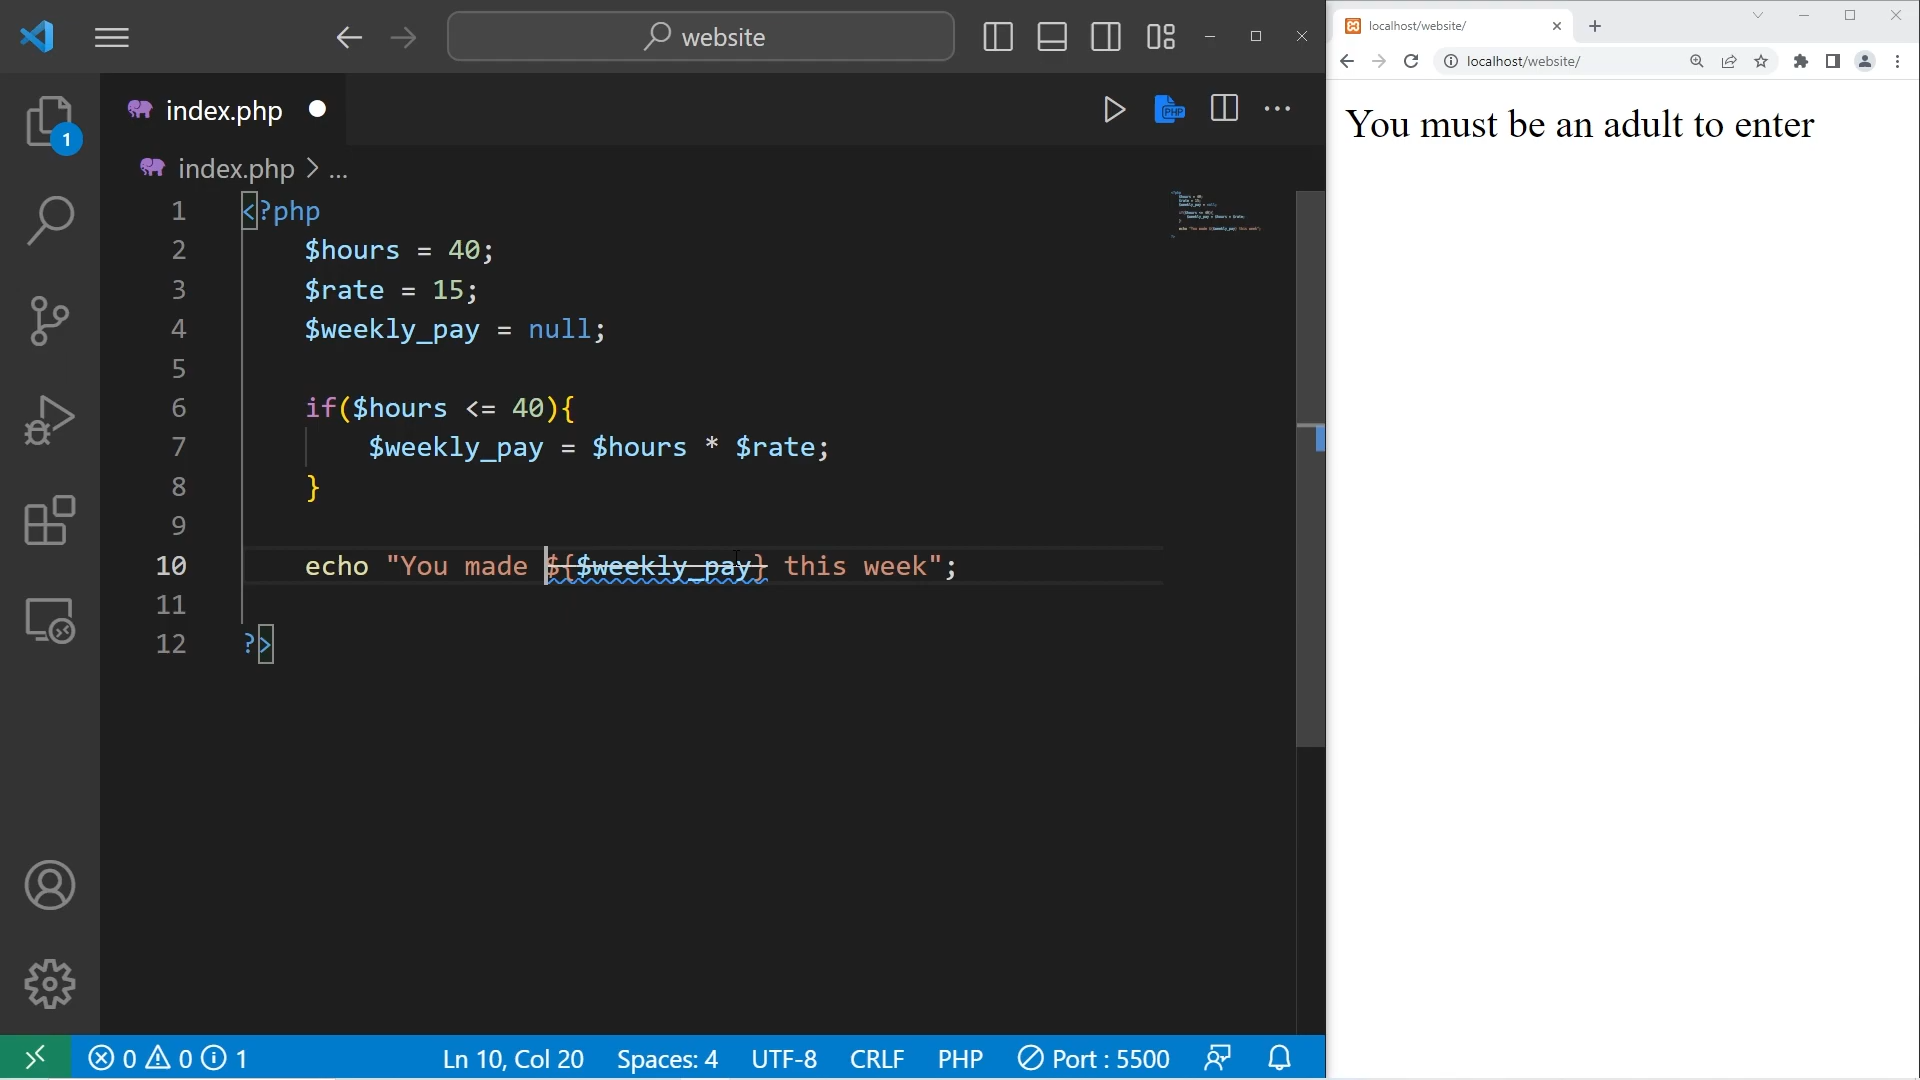 website
index.php
1
index.php > ...
1 <?php
2 $hours = 40;
3 $rate = 15;
4 $weekly_pay = null;
5
6 if($hours <= 40){
7 $weekly_pay = $hours * $rate;
8 }
9
10 echo "You made ${$weekly_pay} this week";
11
12 ?>
0 0 1 Ln 10, Col 20 Spaces: 4 UTF-8 CRLF PHP Port : 5500
localhost/website/
localhost/website/
You must be an adult to enter